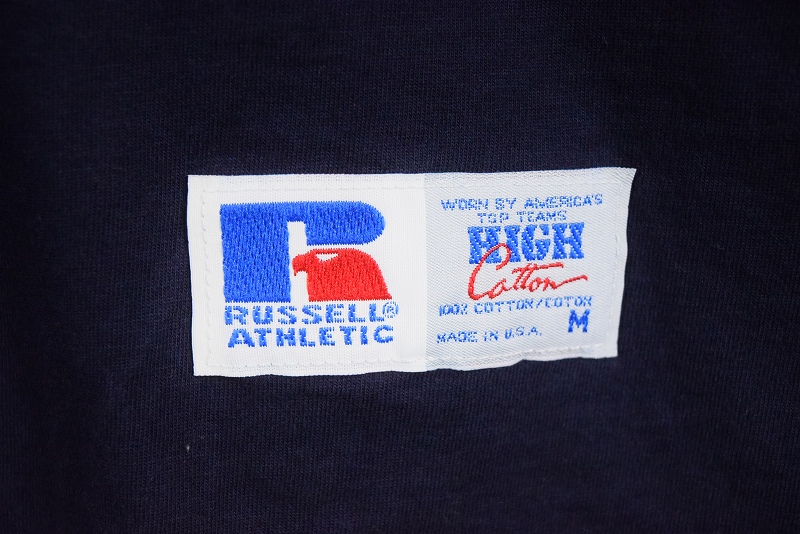 RUSSELL®
ATHLETIC
WORN BY AMERICA'S
TOP TEAMS
HIGH
Cotton
100% COTTON/COTON
M
MADE IN U.S.A.